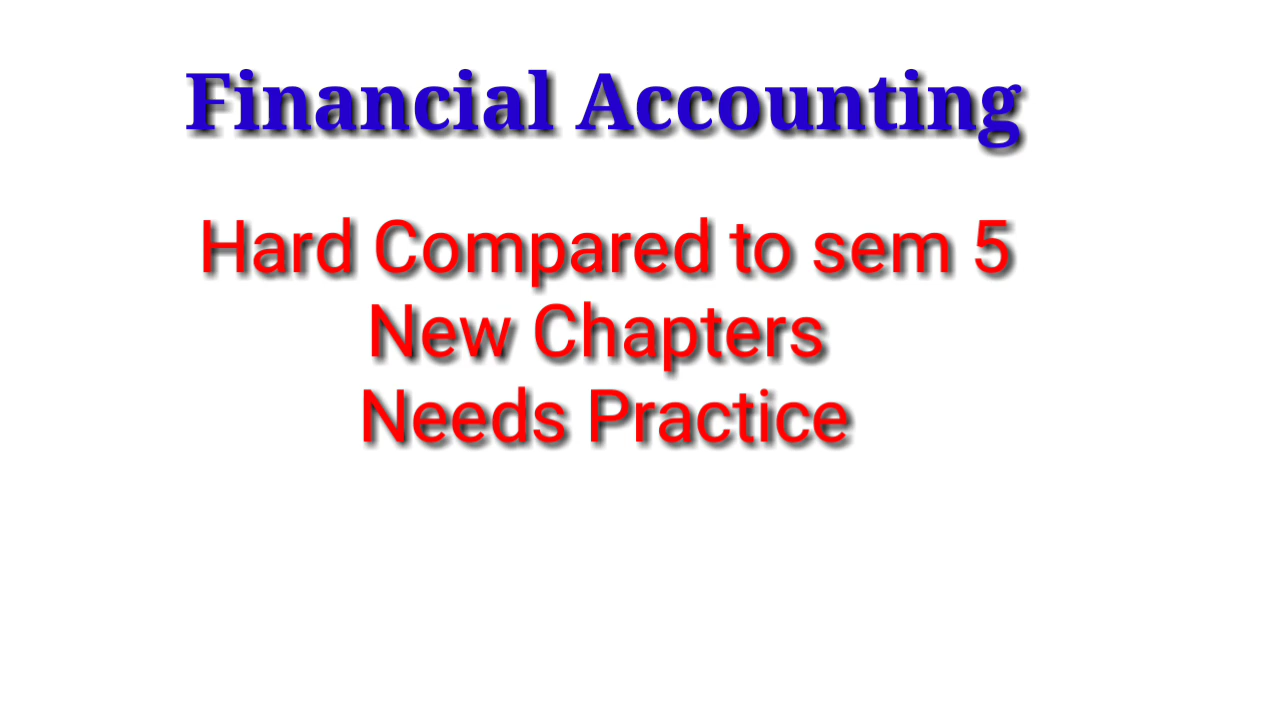 Financial Accounting
Hard Compared to sem 5
New Chapters
Needs Practice